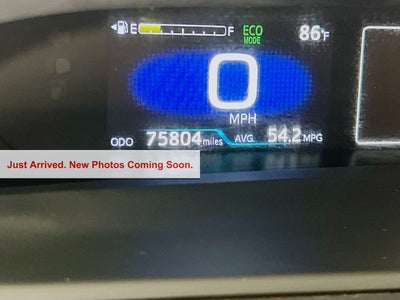 E F ECO MODE 86°F
0
MPH
ODO 75804 miles AVG. 54.2 MPG
Just Arrived. New Photos Coming Soon.